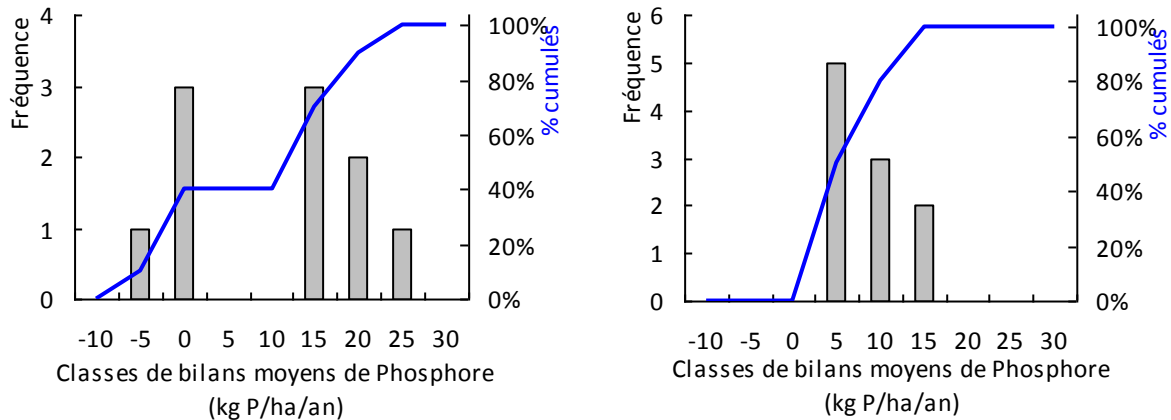 4
3
2
1
0
Fréquence
100%
80%
60%
40%
20%
0%
% cumulés
-10 -5 0 5 10 15 20 25 30
Classes de bilans moyens de Phosphore
(kg P/ha/an)
6
5
4
3
2
1
0
Fréquence
100%
80%
60%
40%
20%
0%
% cumulés
-10 -5 0 5 10 15 20 25 30
Classes de bilans moyens de Phosphore
(kg P/ha/an)